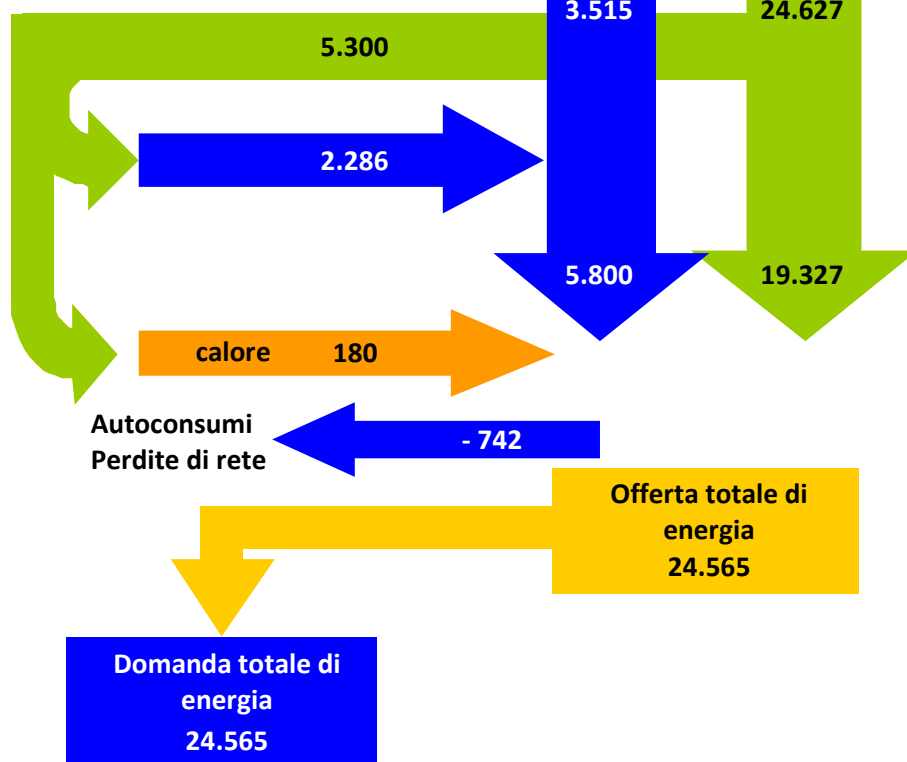 3.515
24.627
5.300
2.286
5.800
19.327
calore 180
Autoconsumi
Perdite di rete
- 742
Offerta totale di
energia
24.565
Domanda totale di
energia
24.565